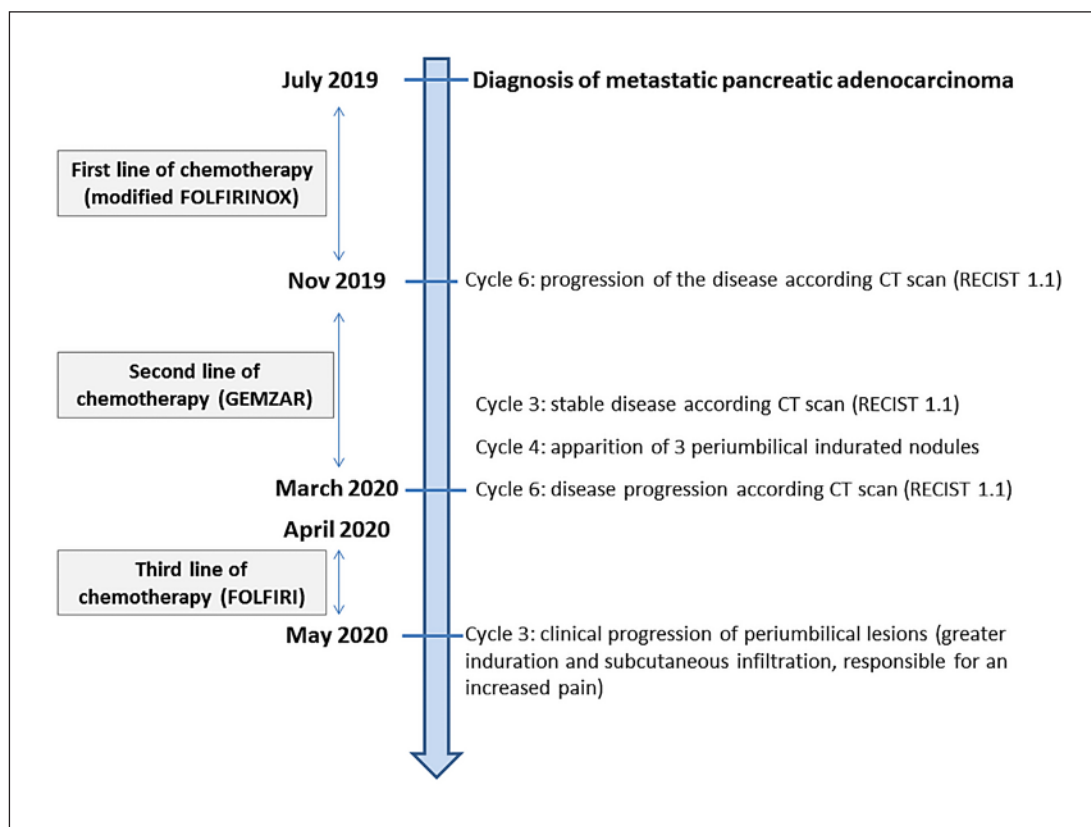 July 2019
Diagnosis of metastatic pancreatic adenocarcinoma
First line of chemotherapy
(modified FOLFIRINOX)
Nov 2019
Cycle 6: progression of the disease according CT scan (RECIST 1.1)
Second line of
chemotherapy (GEMZAR)
Cycle 3: stable disease according CT scan (RECIST 1.1)
Cycle 4: apparition of 3 periumbilical indurated nodules
March 2020
Cycle 6: disease progression according CT scan (RECIST 1.1)
April 2020
Third line of
chemotherapy (FOLFIRI)
May 2020
Cycle 3: clinical progression of periumbilical lesions (greater
induration and subcutaneous infiltration, responsible for an
increased pain)